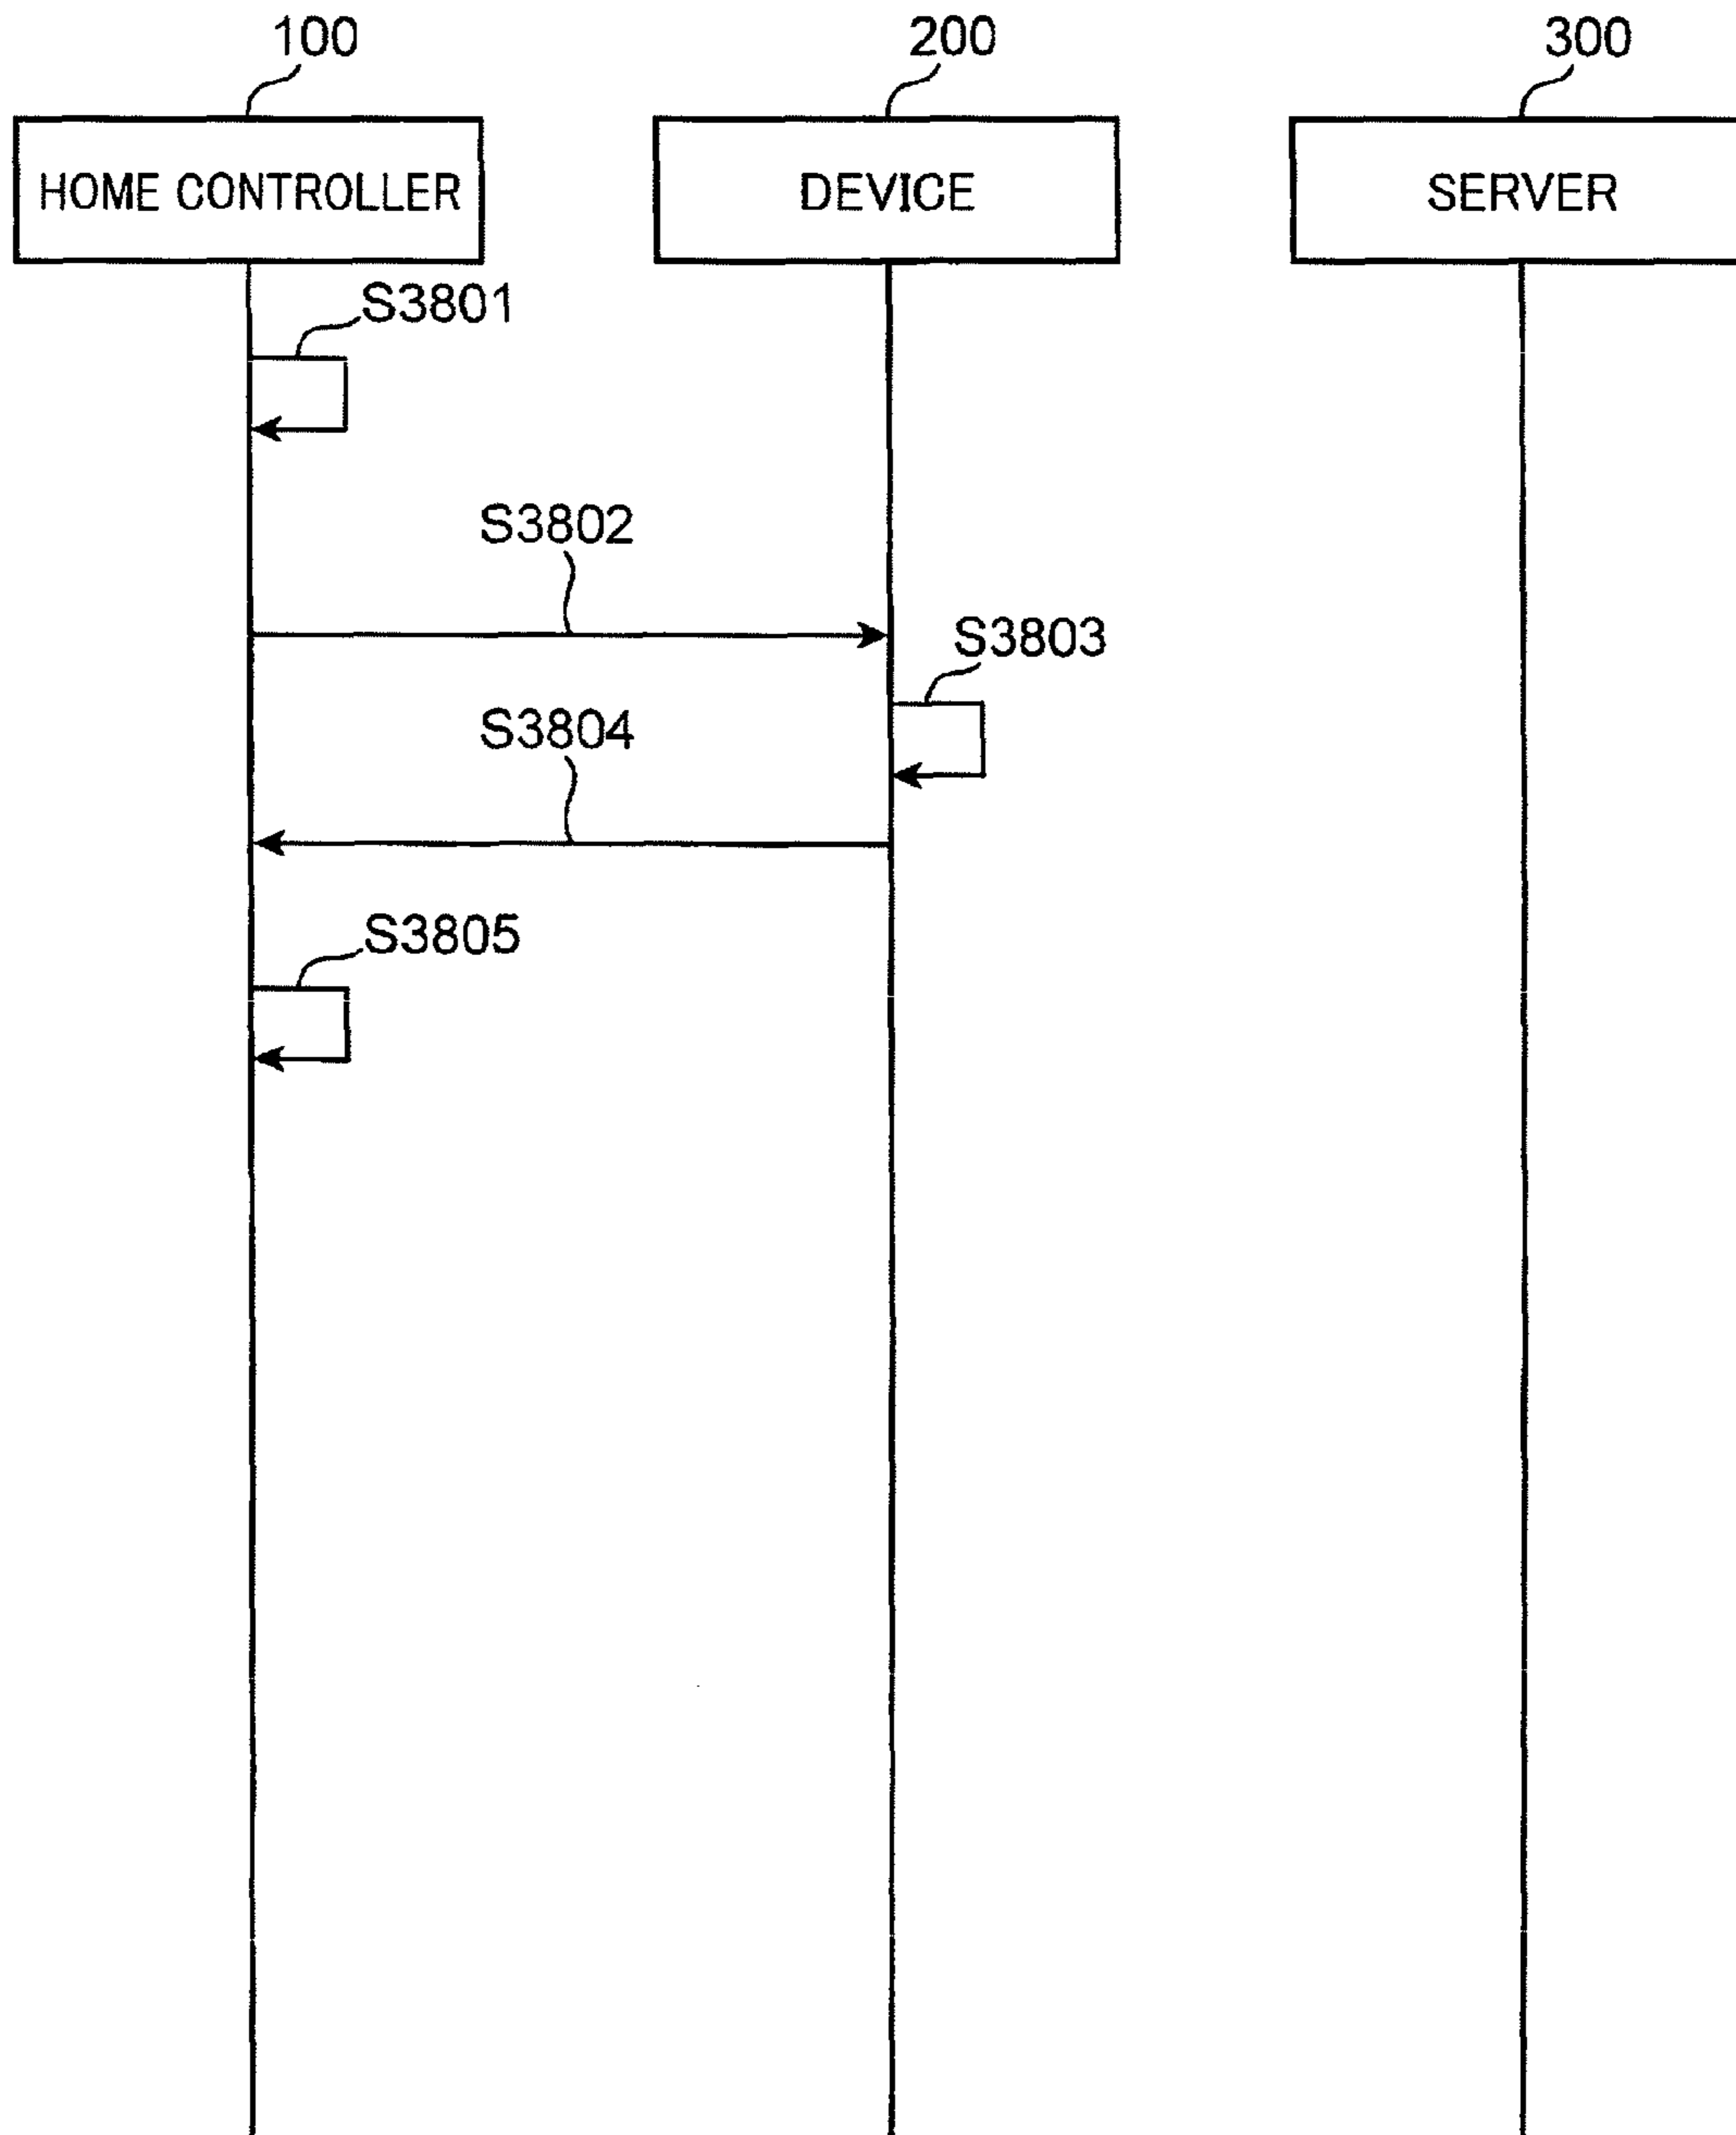 100
200
300
HOME CONTROLLER
DEVICE
SERVER
S3801
S3802
S3803
S3804
S3805